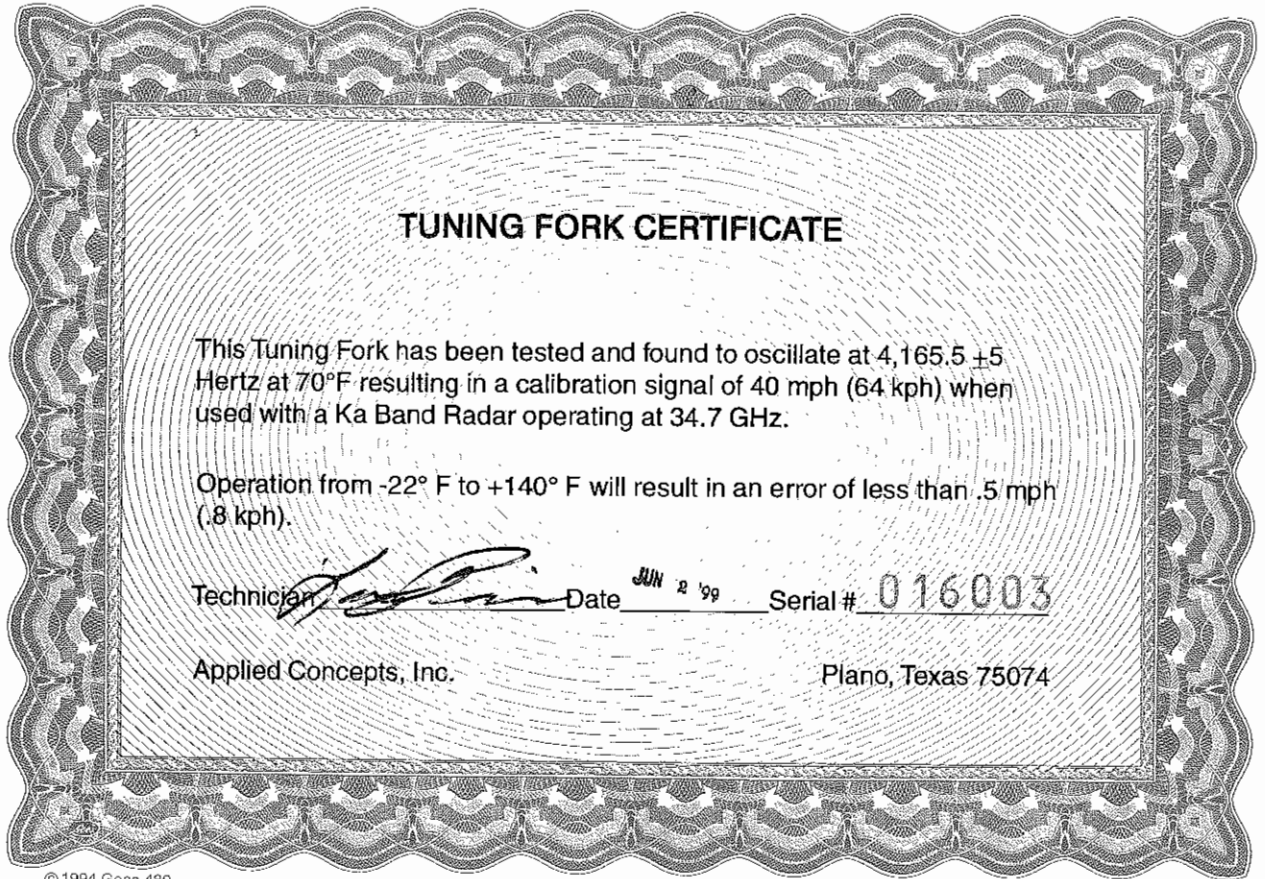 TUNING FORK CERTIFICATE
This Tuning Fork has been tested and found to oscillate at 4,165.5 ±5
Hertz at 70°F resulting in a calibration signal of 40 mph (64 kph) when
used with a Ka Band Radar operating at 34.7 GHz.
Operation from -22° F to +140° F will result in an error of less than .5 mph
(.8 kph).
Technician Date JUN 2 '99 Serial # 016003
Applied Concepts, Inc. Plano, Texas 75074
© 1994 Goes 480